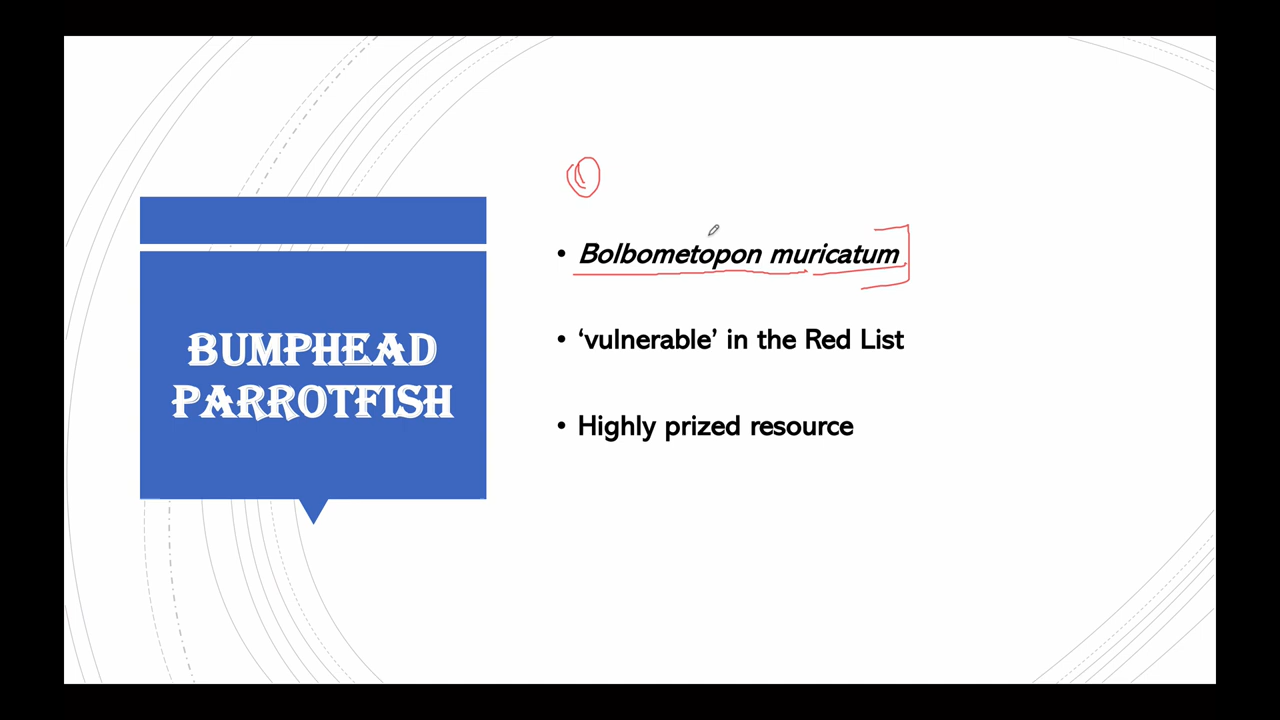 BUMPHEAD
PARROTFISH
• Bolbometopon muricatum
• ‘vulnerable’ in the Red List
• Highly prized resource